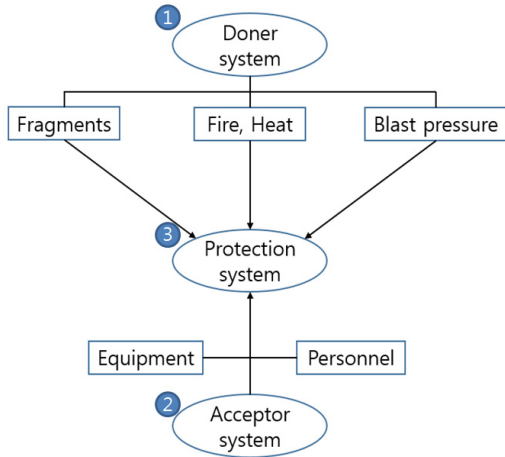 1
Doner
system
Fragments
Fire, Heat
Blast pressure
3
Protection
system
Equipment
Personnel
2
Acceptor
system